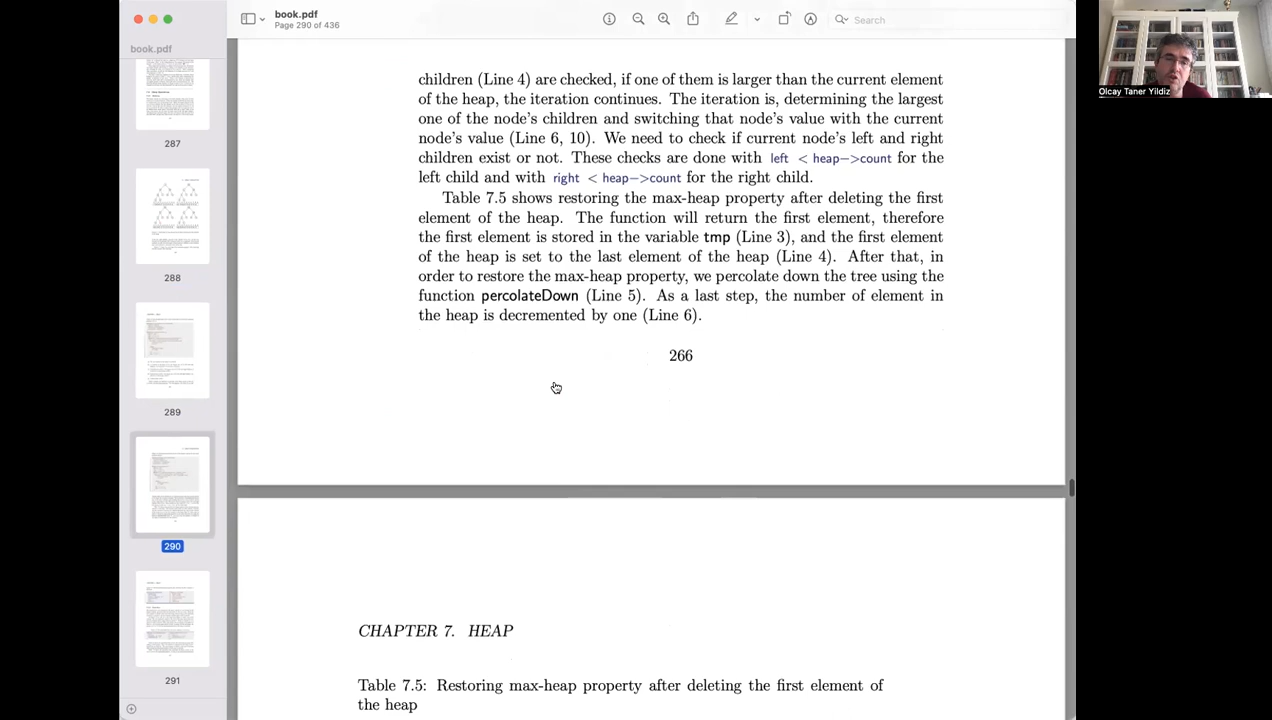 book.pdf
Page 290 of 436
Search
book.pdf
287
288
289
290
291
children (Line 4) are checked, if one of them is larger than the current element
of the heap, the iteration continues. The iteration is, determining the largest
one of the node's children and switching that node's value with the current
node's value (Line 6, 10). We need to check if current node's left and right
children exist or not. These checks are done with left < heap−>count for the
left child and with right < heap−>count for the right child.
Table 7.5 shows restoring the max-heap property after deleting the first
element of the heap. The function will return the first element, therefore
the first element is stored in the variable tmp (Line 3), and the first element
of the heap is set to the last element of the heap (Line 4). After that, in
order to restore the max-heap property, we percolate down the tree using the
function percolateDown (Line 5). As a last step, the number of element in
the heap is decremented by one (Line 6).
266
CHAPTER 7. HEAP
Table 7.5: Restoring max-heap property after deleting the first element of
the heap
Olcay Taner Yildiz